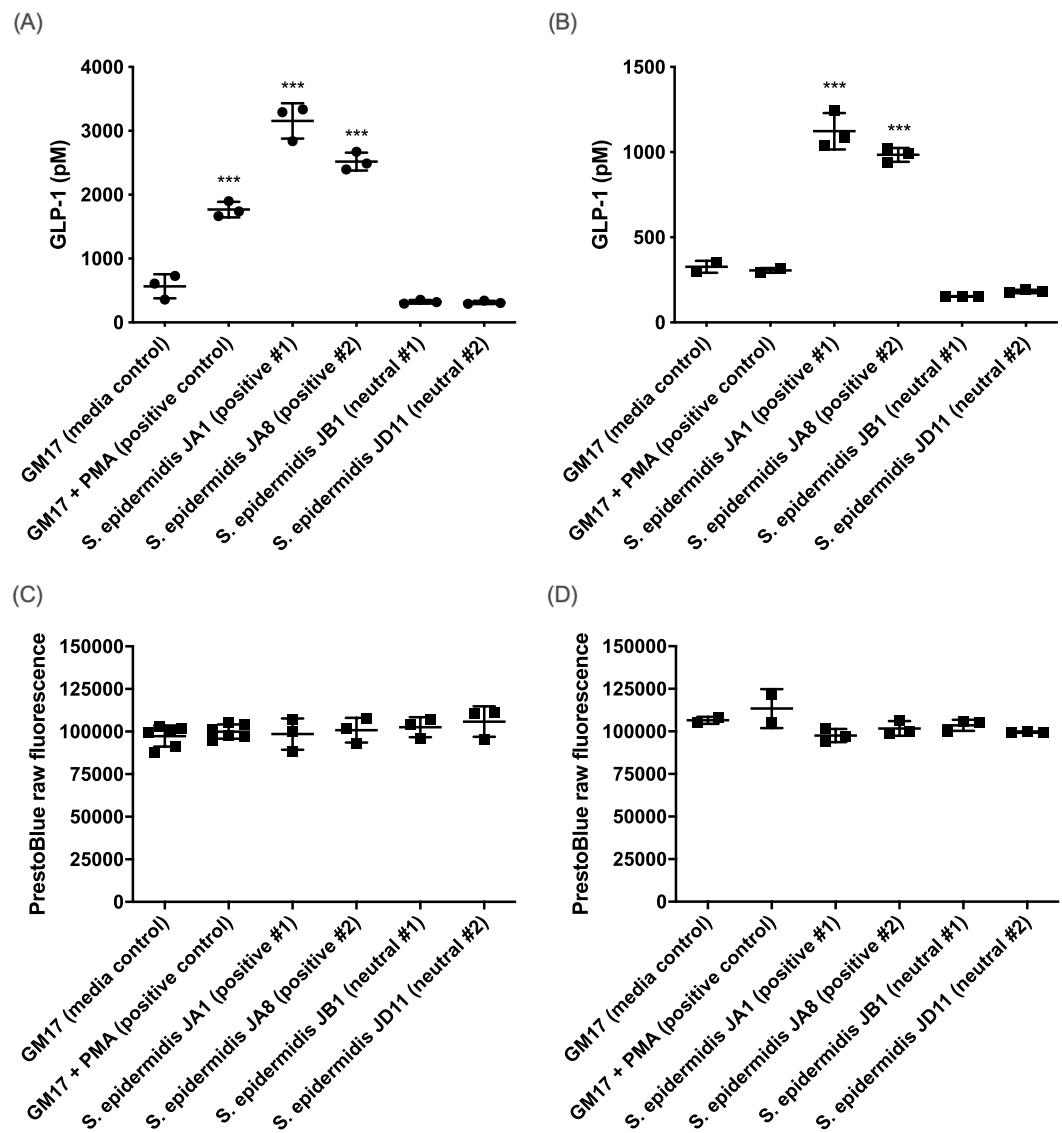 (A)
GLP-1 (pM)
4000
3000
2000
1000
0
***
***
***
GM17 (media control)
GM17 + PMA (positive control)
S. epidermidis JA1 (positive #1)
S. epidermidis JA8 (positive #2)
S. epidermidis JB1 (neutral #1)
S. epidermidis JD11 (neutral #2)
(B)
GLP-1 (pM)
1500
1000
500
0
***
***
GM17 (media control)
GM17 + PMA (positive control
S. epidermidis JA1 (positive #1)
S. epidermidis JA8 (positive #2)
S. epidermidis JB1 (neutral #1)
S. epidermidis JD11 (neutral #2)
(C)
PrestoBlue raw fluorescence
150000
125000
100000
75000
50000
25000
0
GM17 (media control)
GM17 + PMA (positive control)
S. epidermidis JA1 (positive #1)
S. epidermidis JA8 (positive #2)
S. epidermidis JB1 (neutral #1)
S. epidermidis JD11 (neutral #2)
(D)
PrestoBlue raw fluorescence
150000
125000
100000
75000
50000
25000
0
GM17 (media control)
GM17 + PMA (positive control
S. epidermidis JA1 (positive #1)
S. epidermidis JA8 (positive #2)
S. epidermidis JB1 (neutral #1)
S. epidermidis JD11 (neutral #2)